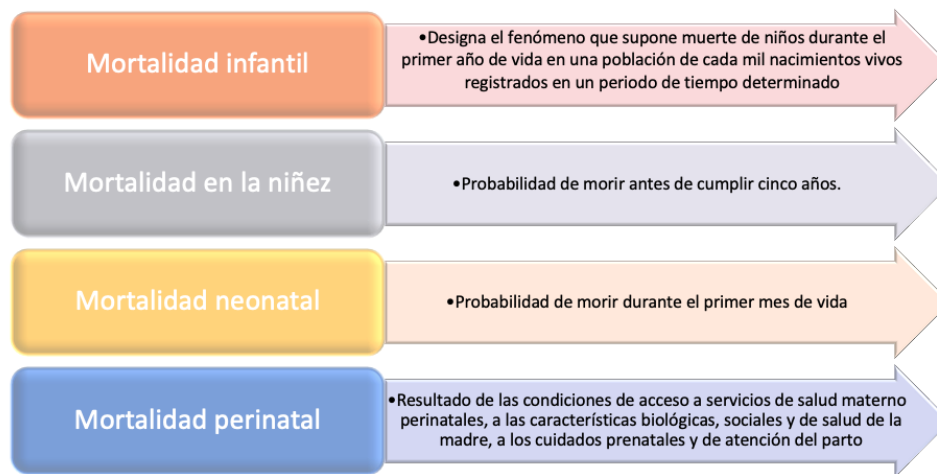 Mortalidad infantil
•Designa el fenómeno que supone muerte de niños durante el
primer año de vida en una población de cada mil nacimientos vivos
registrados en un periodo de tiempo determinado
Mortalidad en la niñez
•Probabilidad de morir antes de cumplir cinco años.
Mortalidad neonatal
•Probabilidad de morir durante el primer mes de vida
Mortalidad perinatal
•Resultado de las condiciones de acceso a servicios de salud materno
perinatales, a las características biológicas, sociales y de salud de la
madre, a los cuidados prenatales y de atención del parto